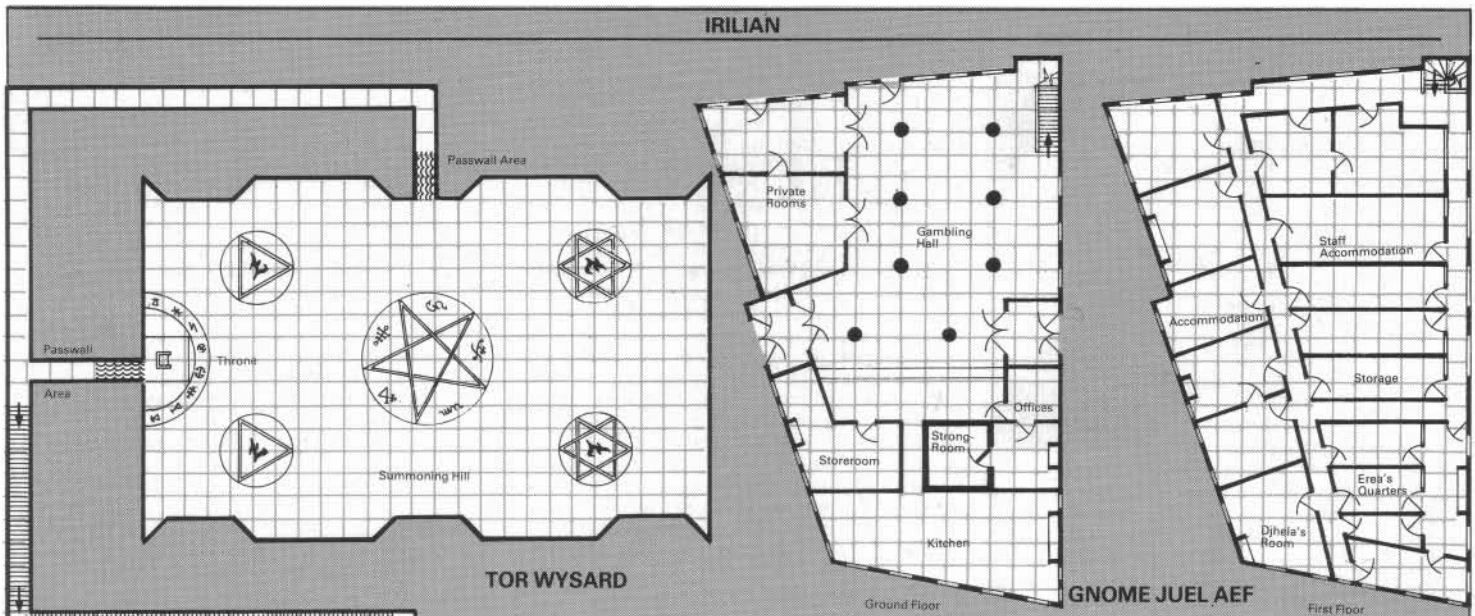 IRILIAN
Passwall Area
Private
Rooms
Gambling
Hall
Staff
Accommodation
Accommodation
Passwall
Area
Throne
Storage
Offices
Strong-
Room
Storeroom
Summoning Hill
Erea's
Quarters
Djhela's
Room
Kitchen
TOR WYSARD
GNOME JUEL AEF
Ground Floor
First Floor